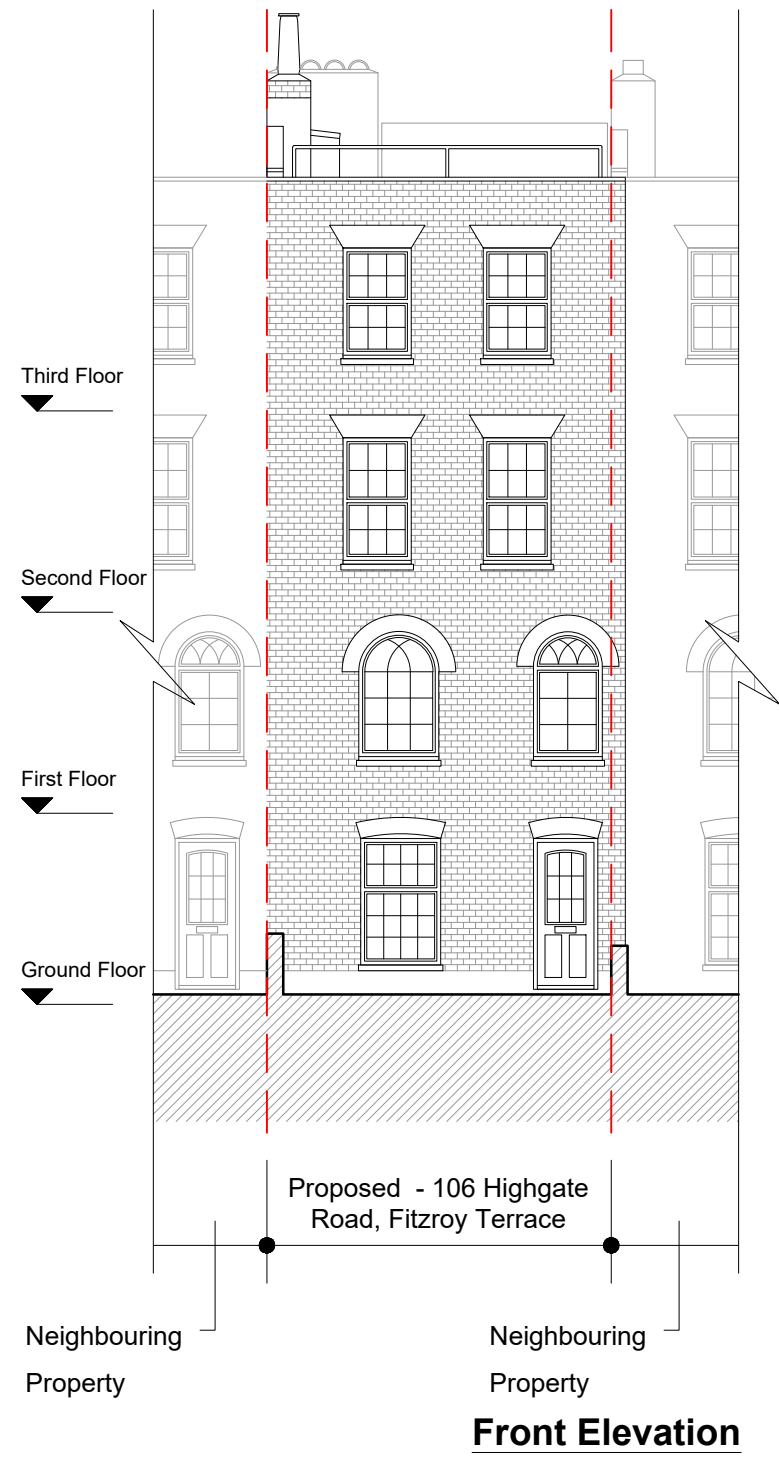 Third Floor
Second Floor
First Floor
Ground Floor
Proposed - 106 Highgate
Road, Fitzroy Terrace
Neighbouring
Property
Neighbouring
Property
Front Elevation